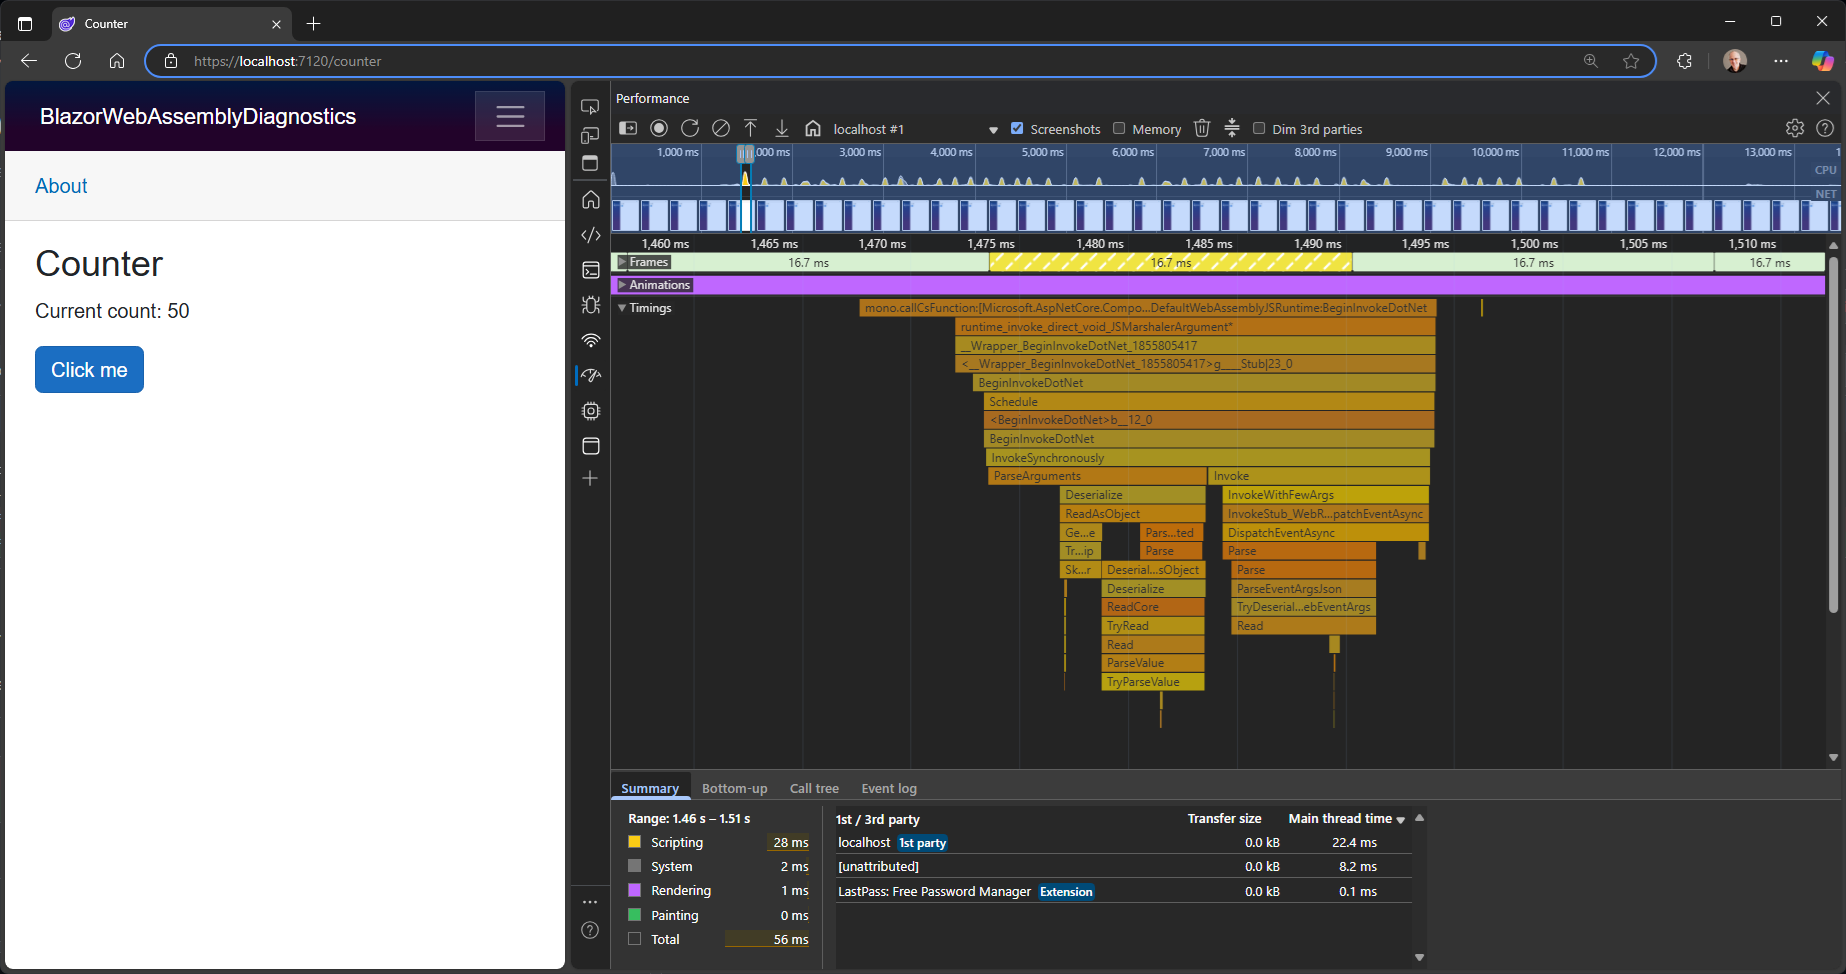 Counter
https://localhost:7120/counter
BlazorWebAssemblyDiagnostics
About
Counter
Current count: 50
Click me
Performance
localhost #1
Screenshots
Memory
Dim 3rd parties
1,000 ms
,000 ms
3,000 ms
4,000 ms
5,000 ms
6,000 ms
7,000 ms
8,000 ms
9,000 ms
10,000 ms
11,000 ms
12,000 ms
13,000 ms
1
CPU
NET
1,460 ms
1,465 ms
1,470 ms
1,475 ms
1,480 ms
1,485 ms
1,490 ms
1,495 ms
1,500 ms
1,505 ms
1,510 ms
Frames
16.7 ms
16.7 ms
16.7 ms
16.7 ms
Animations
Timings
mono.callCsFunction:[Microsoft.AspNetCore.Compo...DefaultWebAssemblyJSRuntime:BeginInvokeDotNet
runtime_invoke_direct_void_JSMarshalerArgument*
__Wrapper_BeginInvokeDotNet_1855805417
<__Wrapper_BeginInvokeDotNet_1855805417>g____Stub|23_0
BeginInvokeDotNet
Schedule
<BeginInvokeDotNet>b__12_0
BeginInvokeDotNet
InvokeSynchronously
ParseArguments
Invoke
Deserialize
InvokeWithFewArgs
ReadAsObject
InvokeStub_WebR...patchEventAsync
Ge...e
Pars...ted
DispatchEventAsync
Tr...ip
Parse
Parse
Sk...r
Deserial...sObject
Parse
Deserialize
ParseEventArgsJson
ReadCore
TryDeserial...ebEventArgs
TryRead
Read
Read
ParseValue
TryParseValue
Summary
Bottom-up
Call tree
Event log
Range: 1.46 s – 1.51 s
Scripting 28 ms
System 2 ms
Rendering 1 ms
Painting 0 ms
Total 56 ms
1st / 3rd party Transfer size Main thread time
localhost 1st party 0.0 kB 22.4 ms
[unattributed] 0.0 kB 8.2 ms
LastPass: Free Password Manager Extension 0.0 kB 0.1 ms